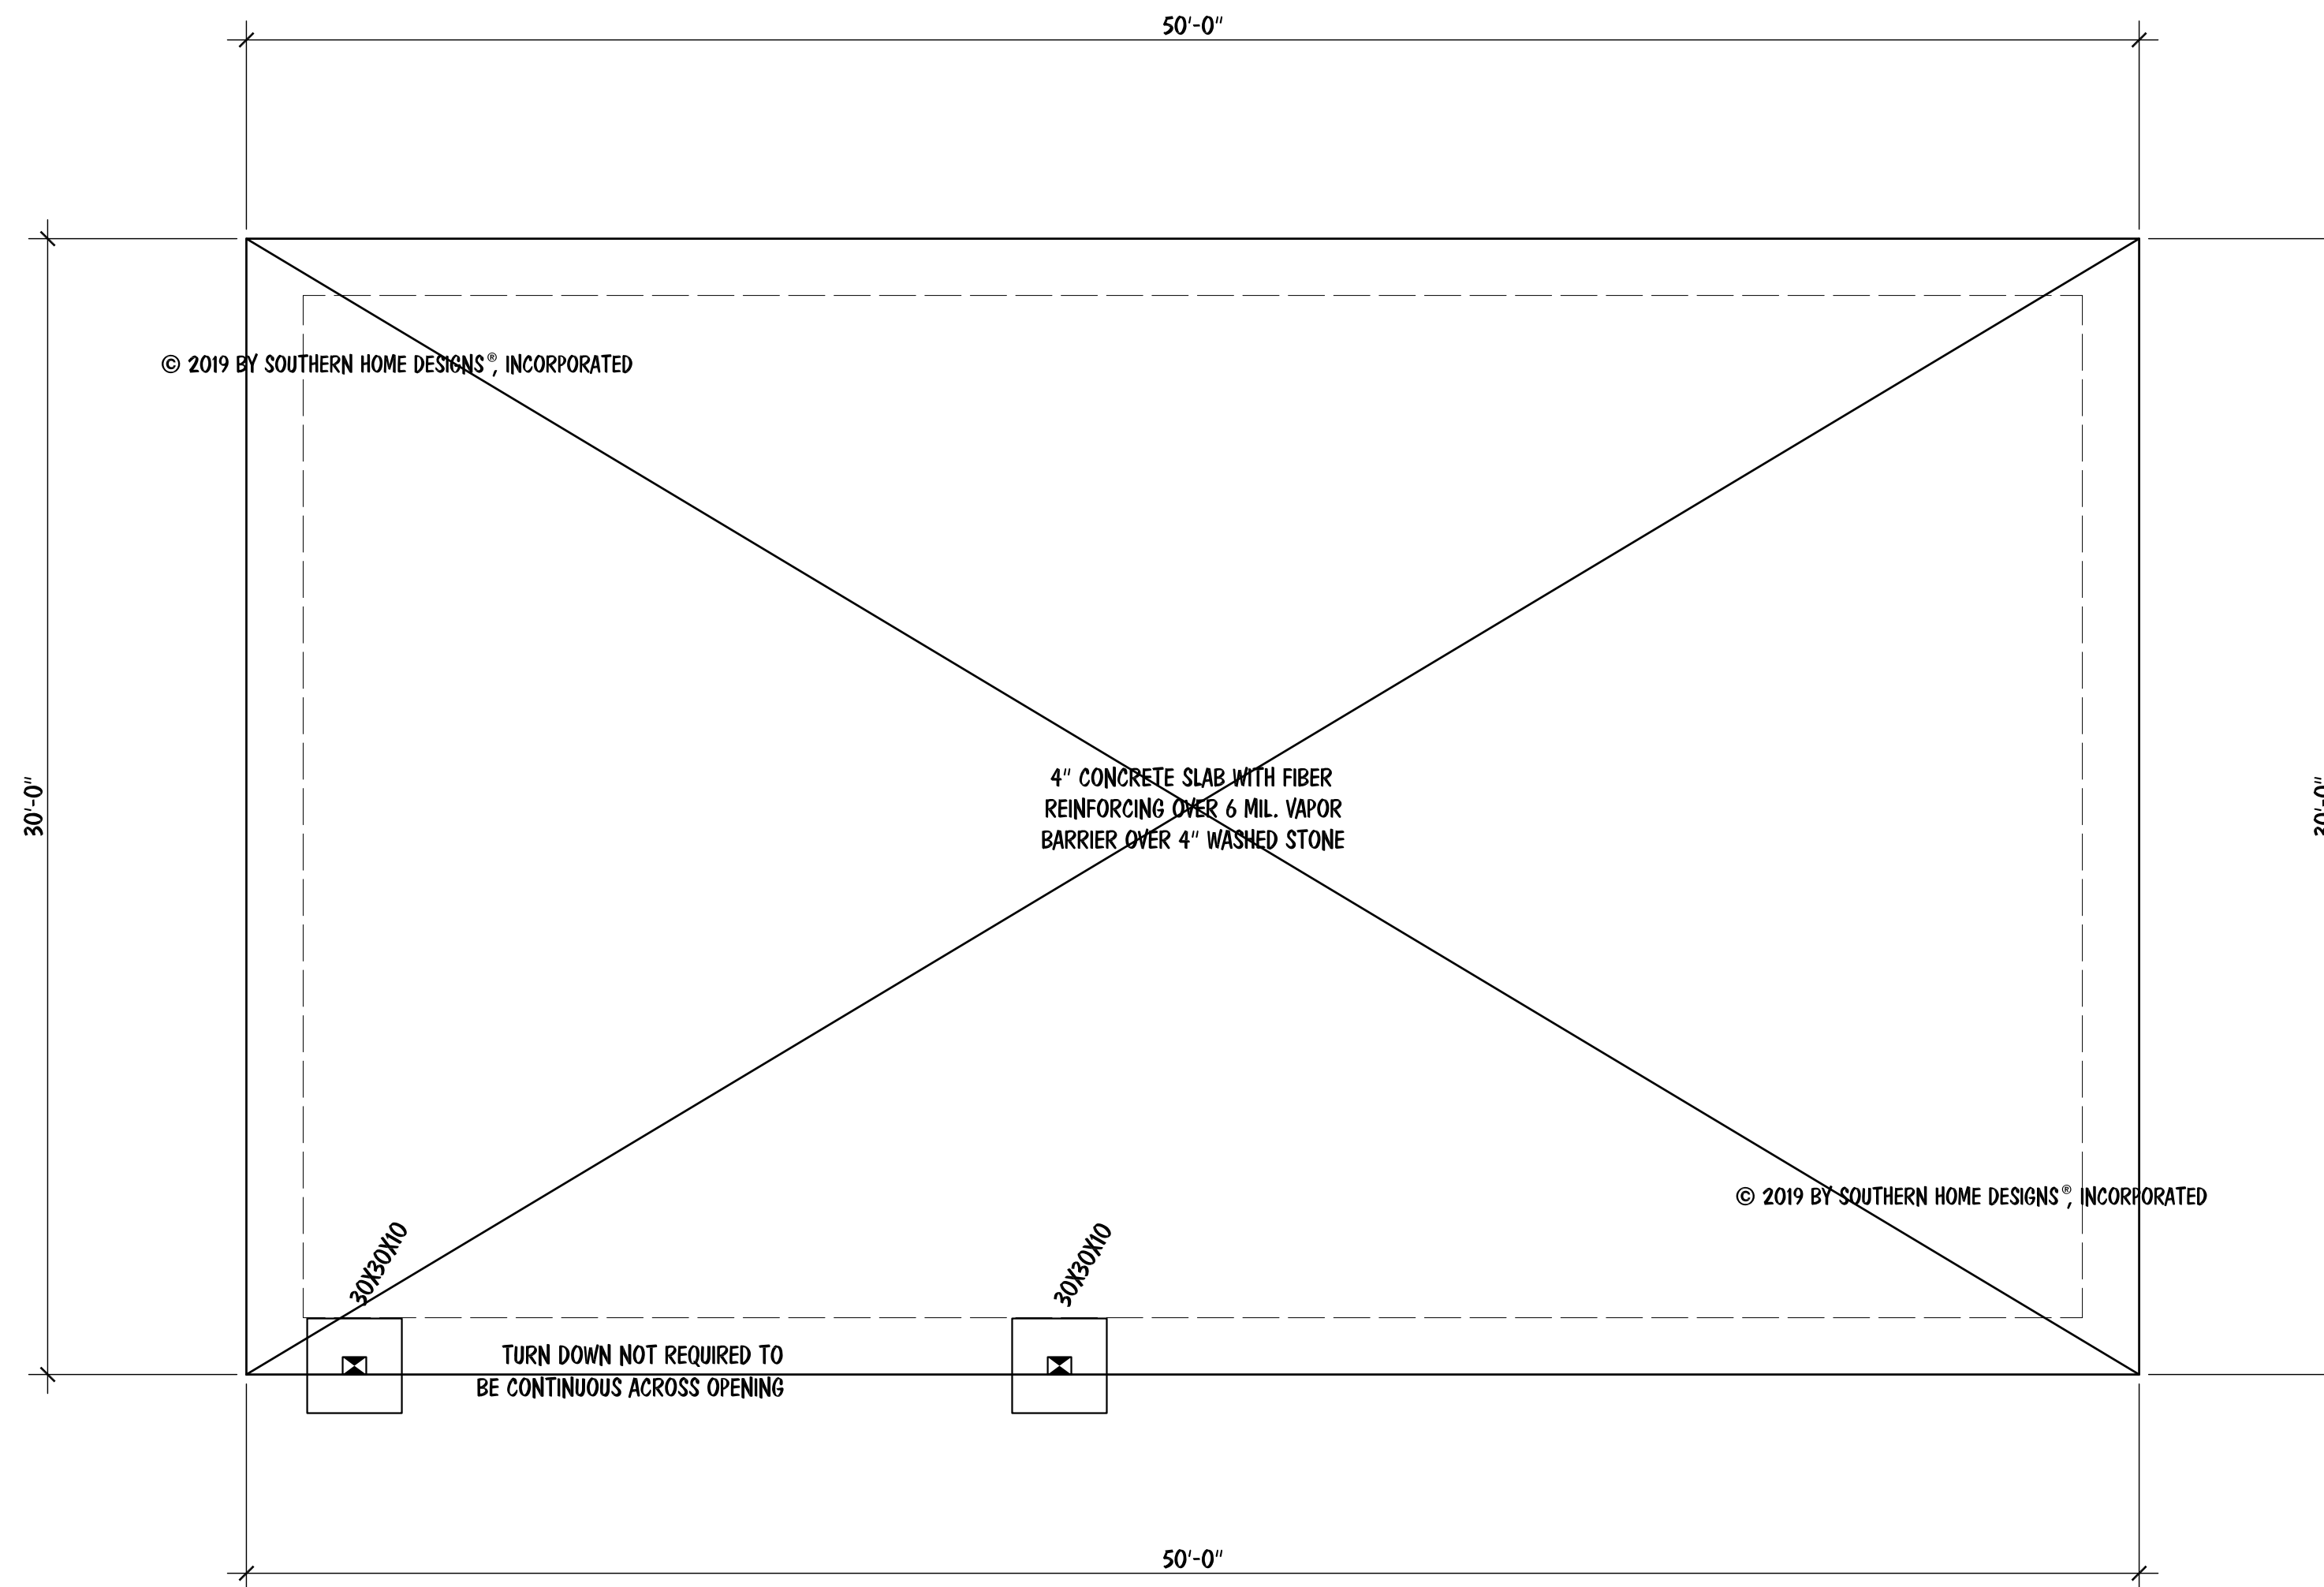 50'-0"
© 2019 BY SOUTHERN HOME DESIGNS®, INCORPORATED
30'-0"
4" CONCRETE SLAB WITH FIBER
REINFORCING OVER 6 MIL. VAPOR
BARRIER OVER 4" WASHED STONE
© 2019 BY SOUTHERN HOME DESIGNS®, INCORPORATED
30X30X10
30X30X10
TURN DOWN NOT REQUIRED TO
BE CONTINUOUS ACROSS OPENING
50'-0"